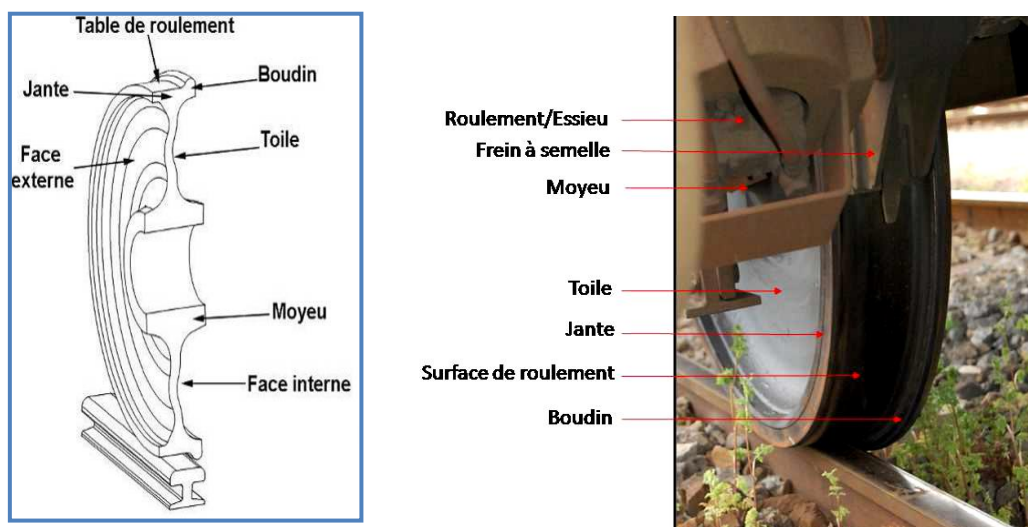 Table de roulement
Jante
Boudin
Toile
Face
externe
Moyeu
Face interne
Roulement/Essieu
Frein à semelle
Moyeu
Toile
Jante
Surface de roulement
Boudin